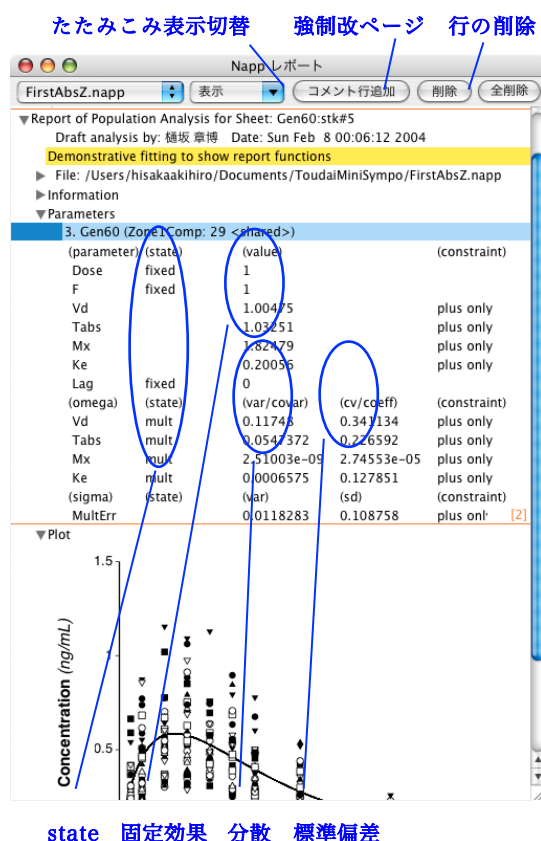 たたみこみ表示切替　強制改ページ　行の削除
Napp レポート
FirstAbsZ.napp 表示 コメント行追加 削除 全削除
Report of Population Analysis for Sheet: Gen60:stk#5
Draft analysis by: 樋坂 章博 Date: Sun Feb 8 00:06:12 2004
Demonstrative fitting to show report functions
File: /Users/hisakaakihiro/Documents/ToudaiMiniSympo/FirstAbsZ.napp
Information
Parameters
3. Gen60 (Zone1Comp: 29 <shared>)
(parameter) (state) (value) (constraint)
Dose fixed 1
F fixed 1
Vd 1.00475 plus only
Tabs 1.03251 plus only
Mx 1.82479 plus only
Ke 0.20056 plus only
Lag fixed 0
(omega) (state) (var/covar) (cv/coeff) (constraint)
Vd mult 0.11743 0.341134 plus only
Tabs mult 0.0547372 0.226592 plus only
Mx mult 2.51003e-09 2.74553e-05 plus only
Ke mult 0.0006575 0.127851 plus only
(sigma) (state) (var) (sd) (constraint)
MultErr 0.0118283 0.108758 plus onl [2]
Plot
1.5
1
0.5
Concentration (ng/mL)
state　固定効果　分散　標準偏差